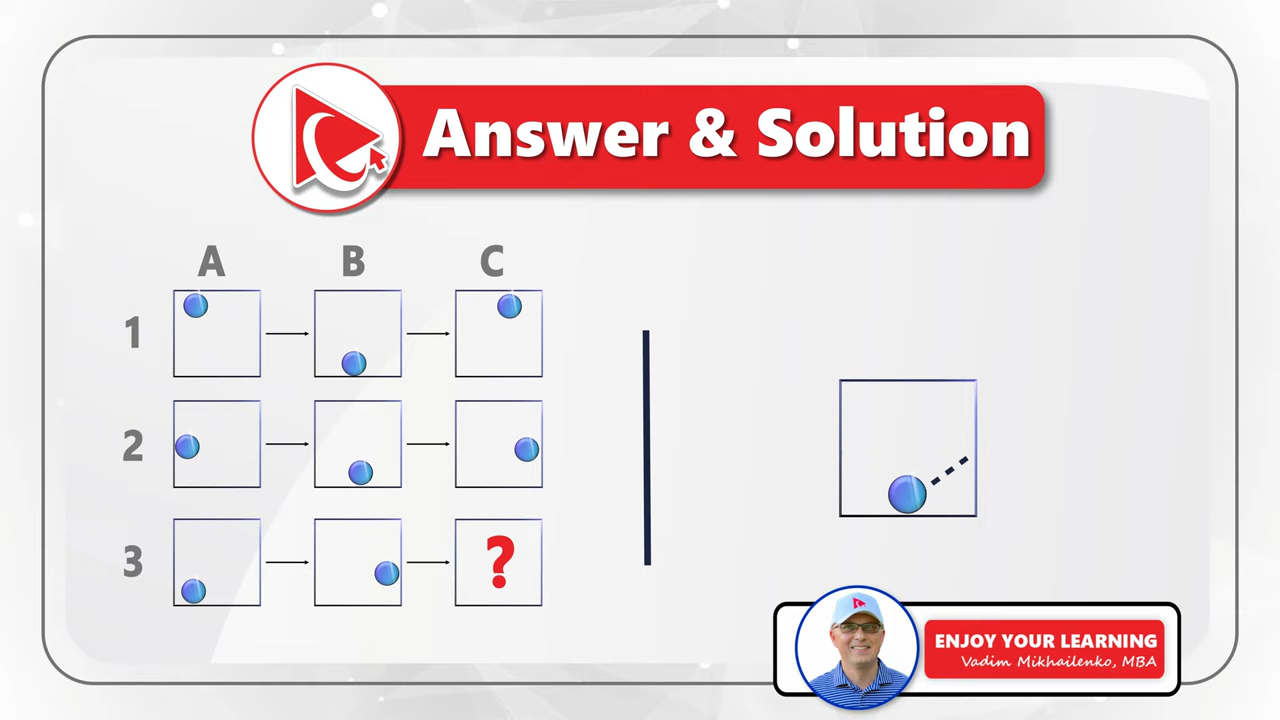 Answer & Solution
A B C
1
2
3 ?
ENJOY YOUR LEARNING
Vadim Mikhailenko, MBA